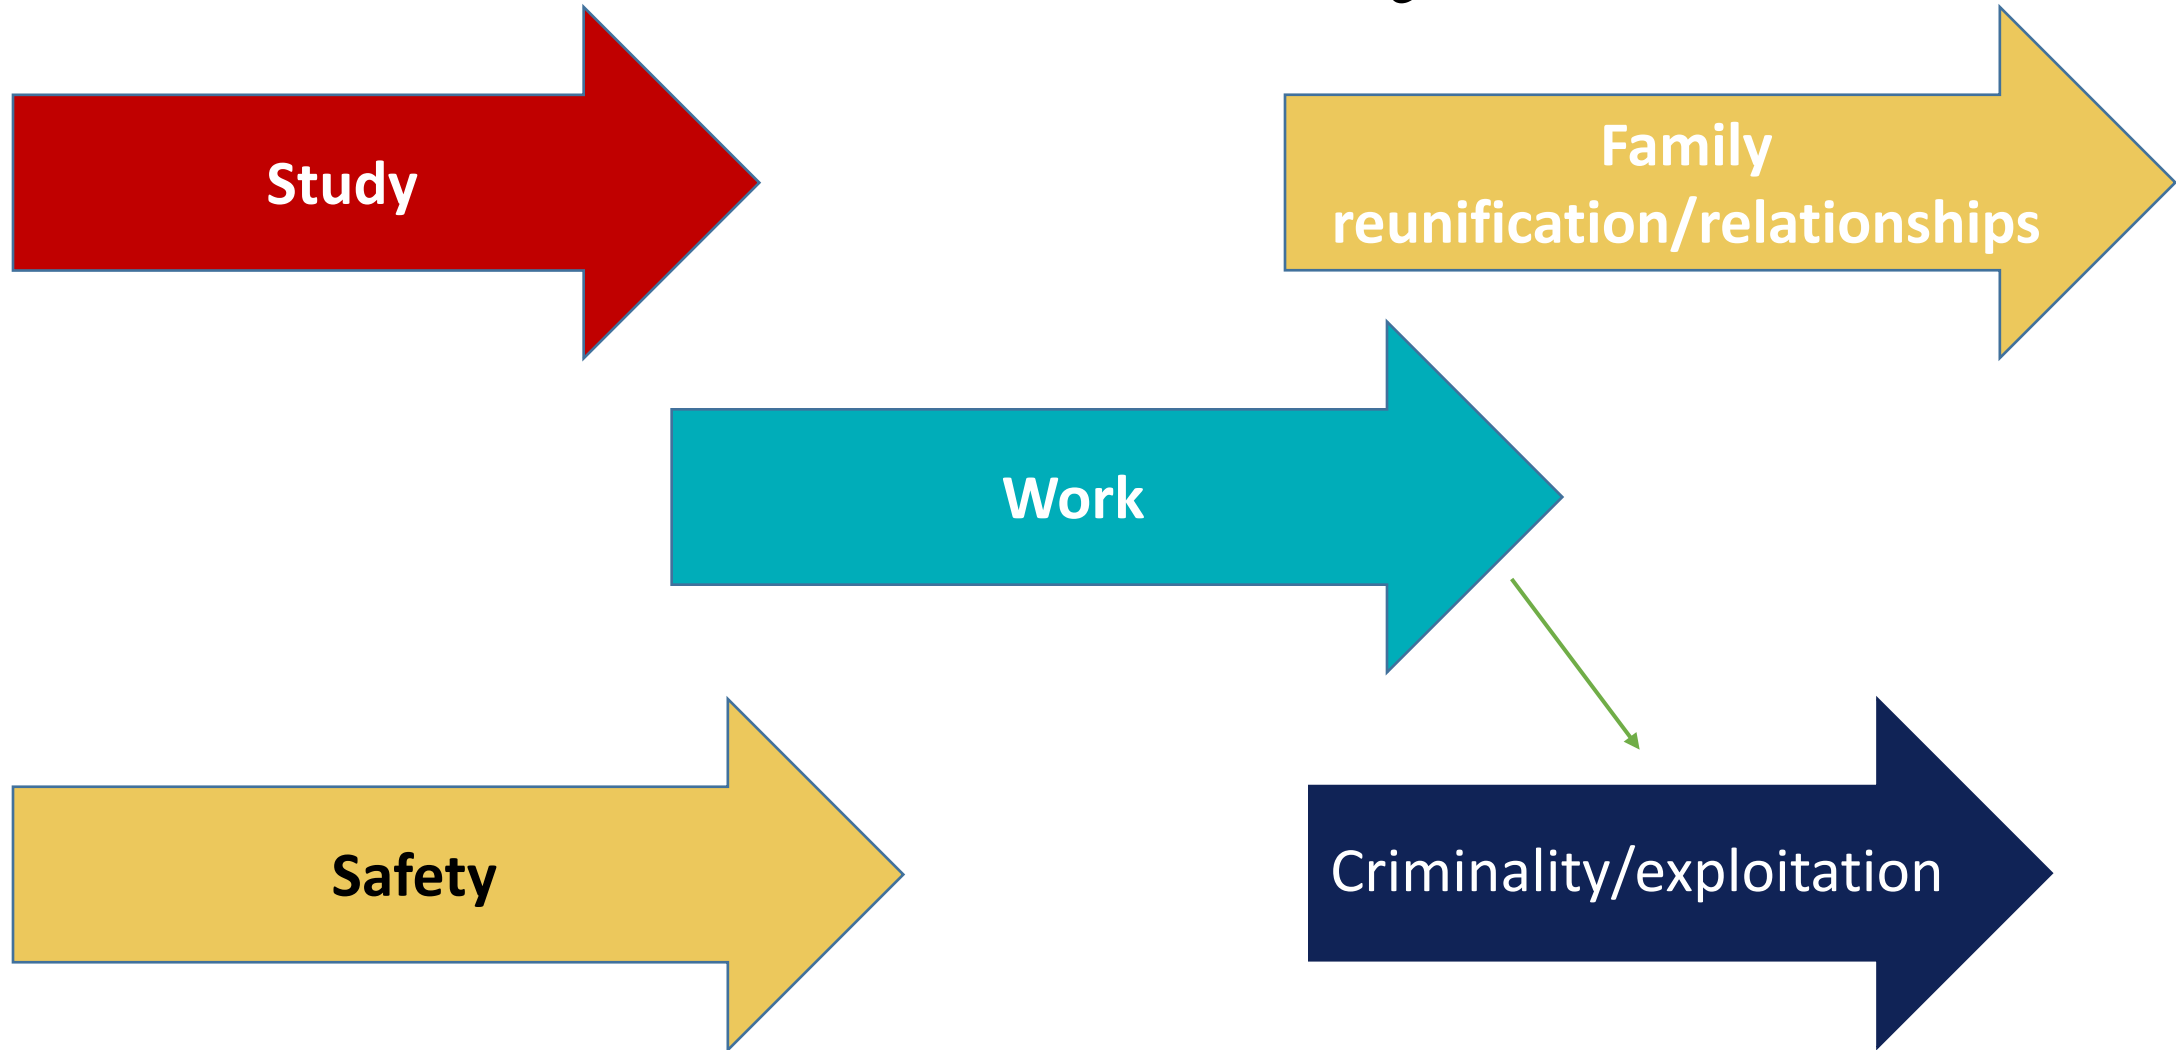 Study
Family
reunification/relationships
Work
Safety
Criminality/exploitation